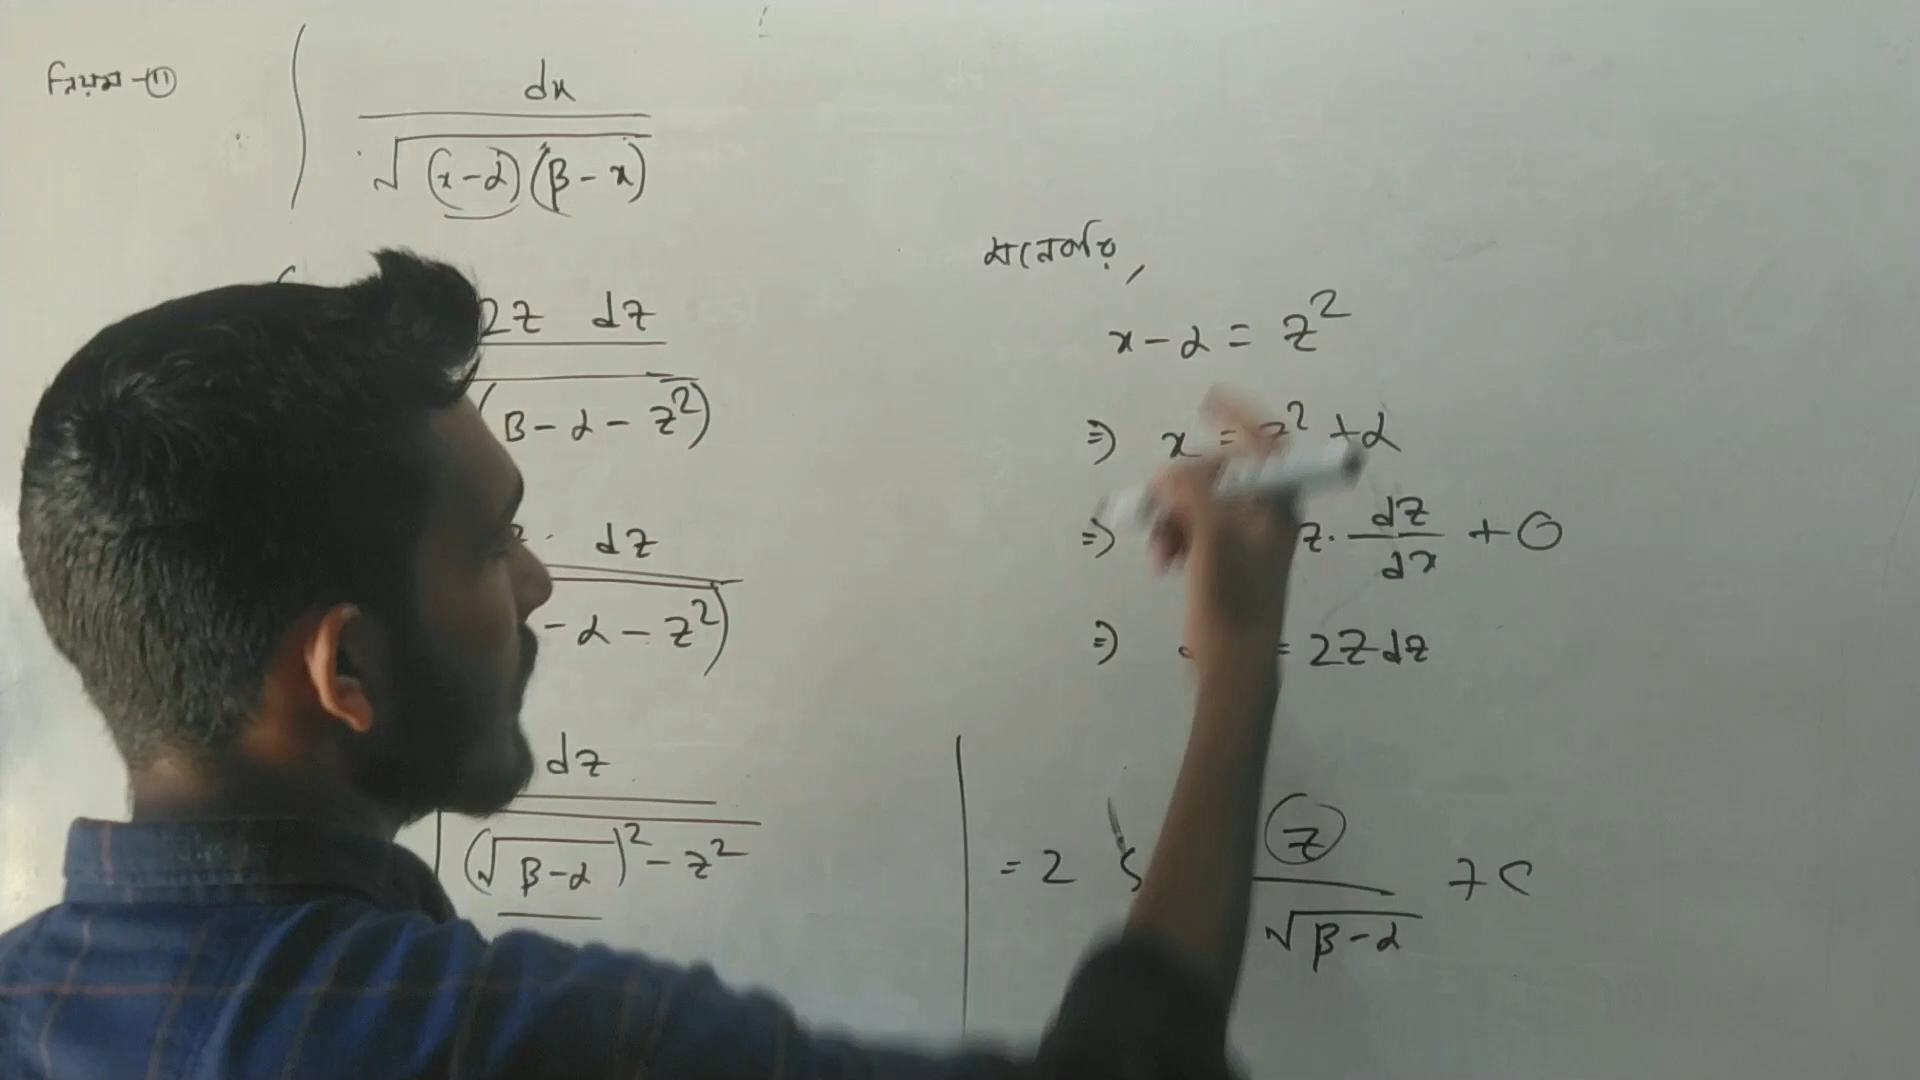 নিয়ম-11
∫ dx
√(x-α)(β-x)
2z dz
(β-α-z²)
dz
-α-z²)
dz
(√β-α)²-z²
মনেকরি,
x-α = z²
⇒ x = z²+α
⇒ z. dz/dx + 0
⇒ = 2z dz
= 2 S z/√β-α + C